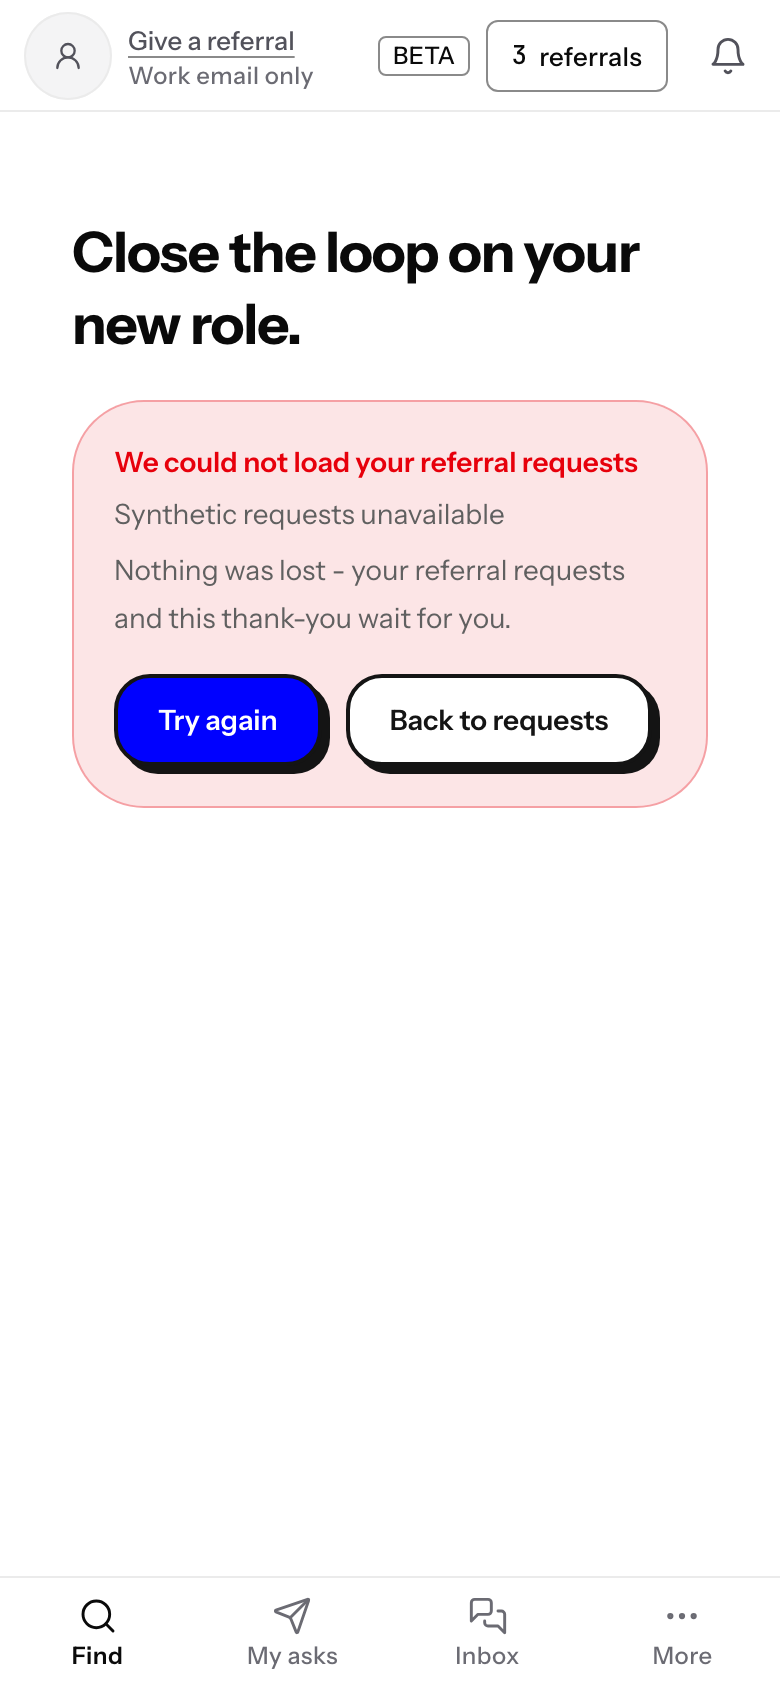 Give a referral
Work email only
BETA
3 referrals
Close the loop on your
new role.
We could not load your referral requests
Synthetic requests unavailable
Nothing was lost - your referral requests
and this thank-you wait for you.
Try again
Back to requests
Find
My asks
Inbox
More